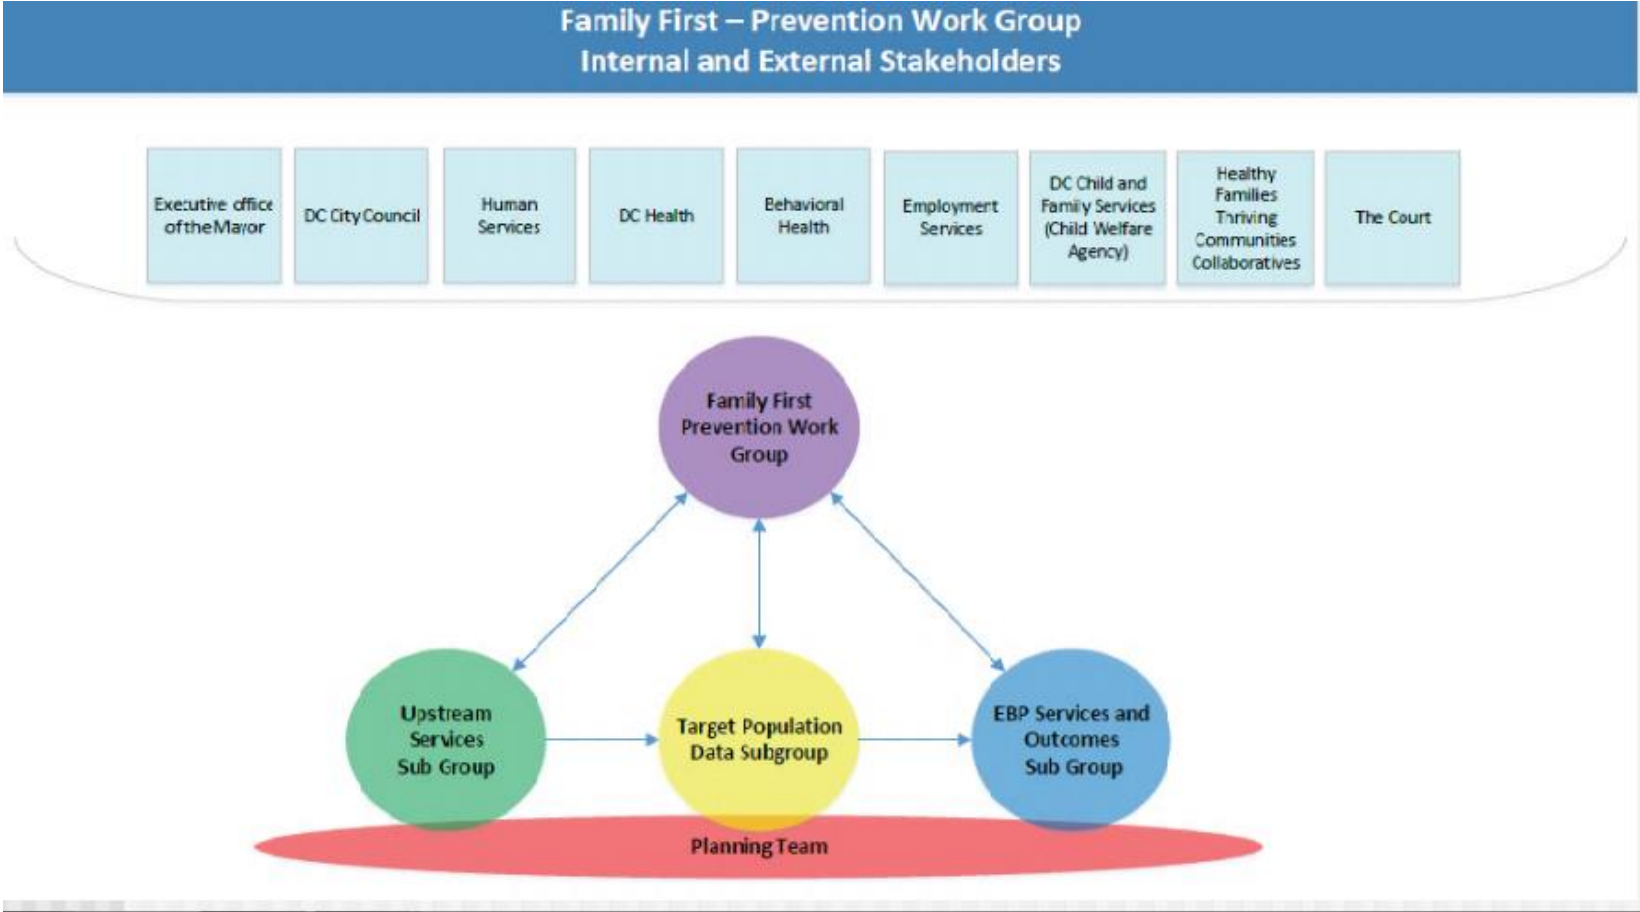 Family First – Prevention Work Group
Internal and External Stakeholders
Executive office
of the Mayor
DC City Council
Human
Services
DC Health
Behavioral
Health
Employment
Services
DC Child and
Family Services
(Child Welfare
Agency)
Healthy
Families
Thriving
Communities
Collaboratives
The Court
Family First
Prevention Work
Group
Upstream
Services
Sub Group
Target Population
Data Subgroup
EBP Services and
Outcomes
Sub Group
Planning Team